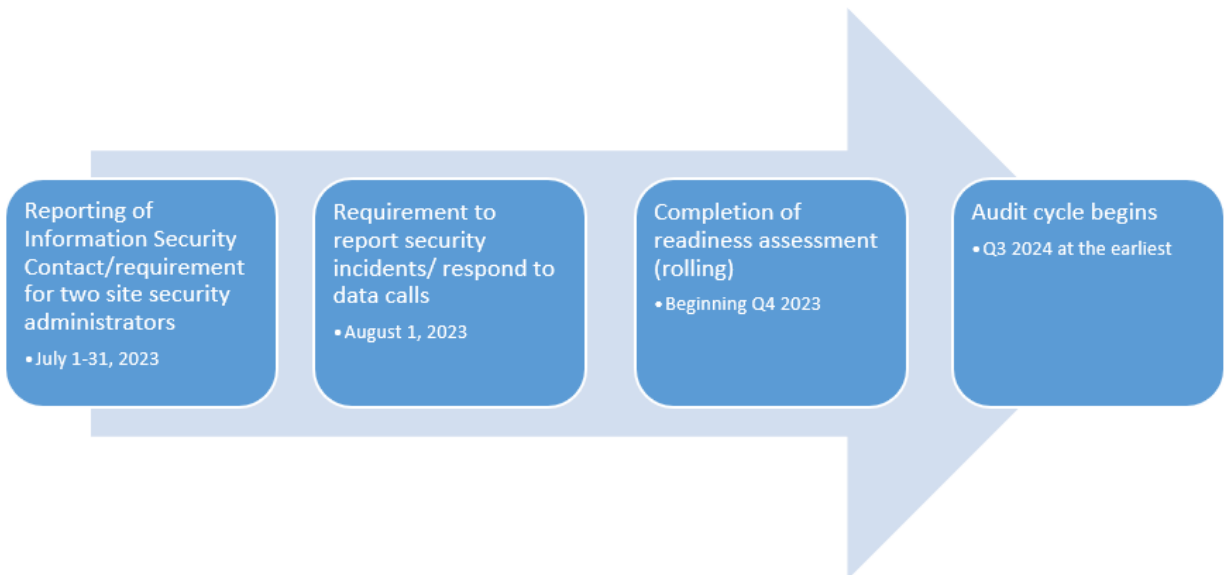 Reporting of
Information Security
Contact/requirement
for two site security
administrators
•July 1-31, 2023
Requirement to
report security
incidents/ respond to
data calls
•August 1, 2023
Completion of
readiness assessment
(rolling)
•Beginning Q4 2023
Audit cycle begins
•Q3 2024 at the earliest